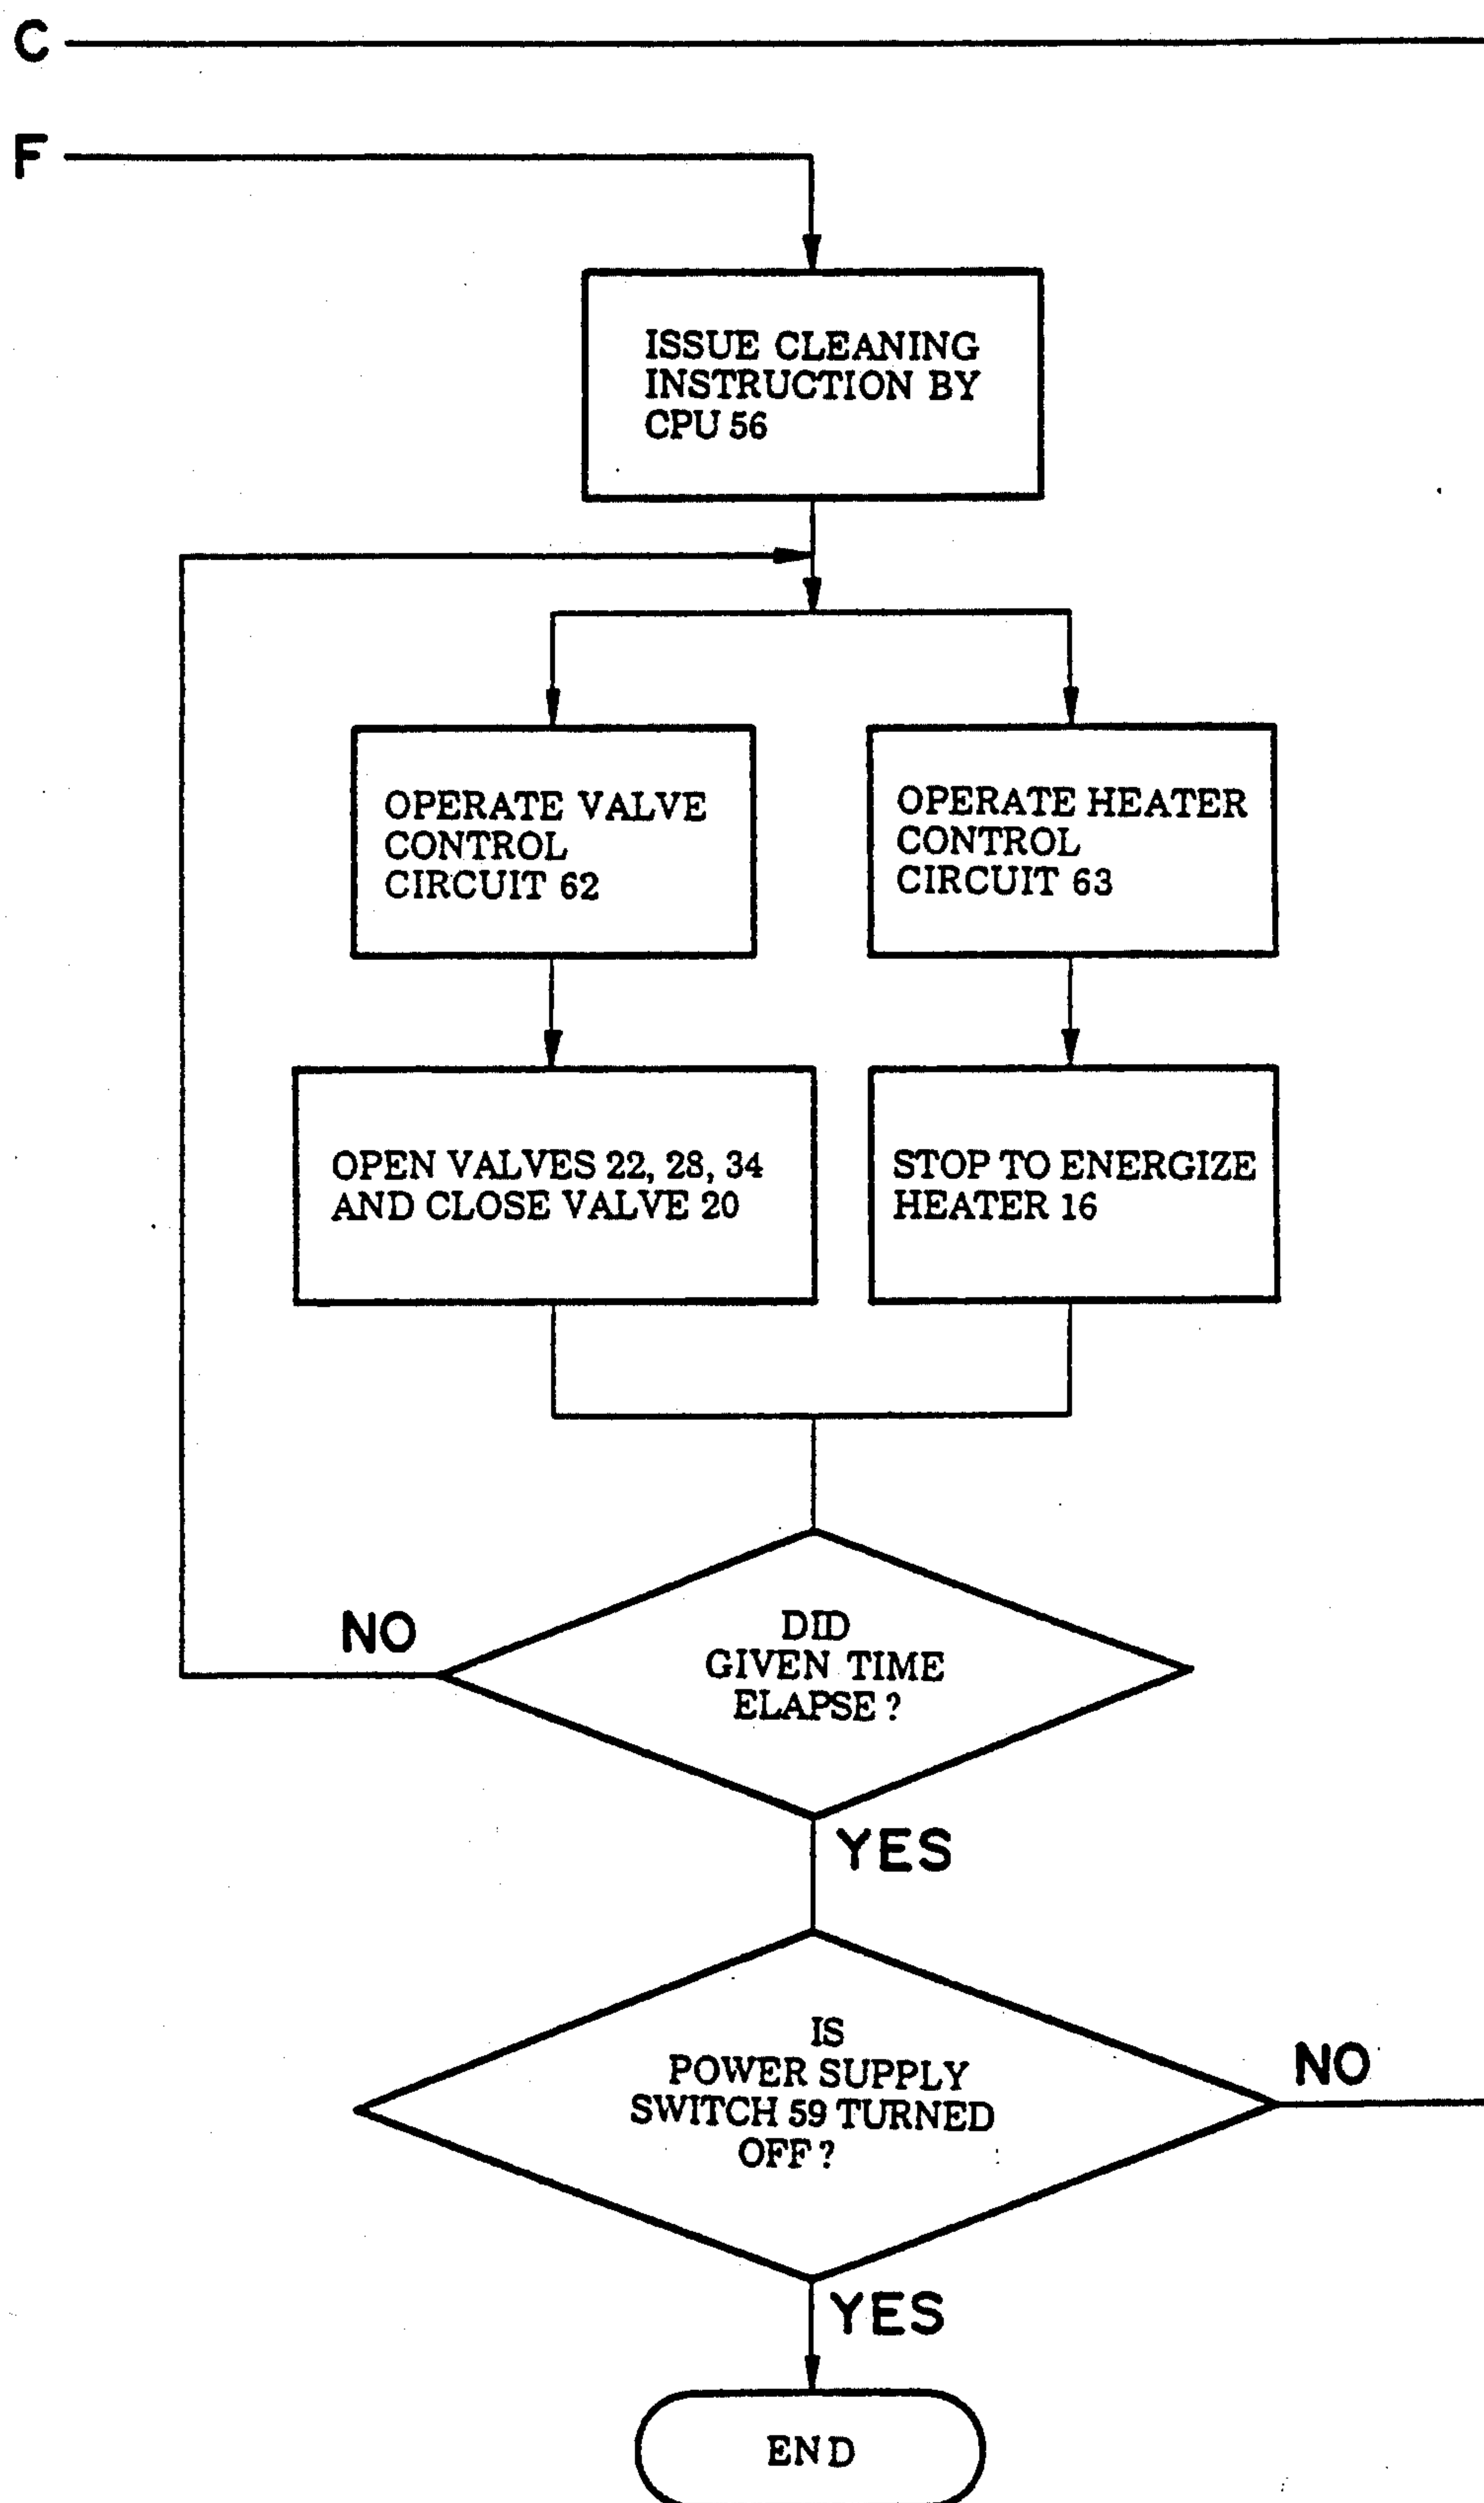 C
F
ISSUE CLEANING
INSTRUCTION BY
CPU 56
OPERATE VALVE
CONTROL
CIRCUIT 62
OPERATE HEATER
CONTROL
CIRCUIT 63
OPEN VALVES 22, 28, 34
AND CLOSE VALVE 20
STOP TO ENERGIZE
HEATER 16
DID
GIVEN TIME
ELAPSE ?
NO
YES
IS
POWER SUPPLY
SWITCH 59 TURNED
OFF ?
NO
YES
END